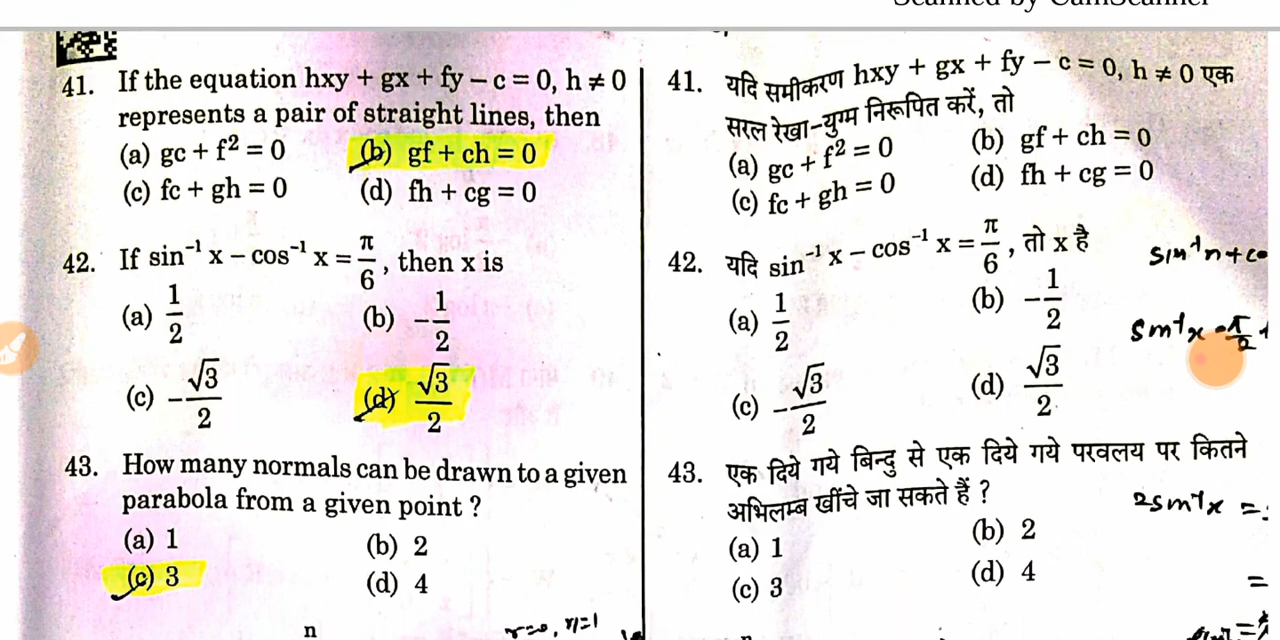 Scanned by CamScanner
41. If the equation hxy + gx + fy – c = 0, h ≠ 0
represents a pair of straight lines, then
(a) gc + f² = 0 (b) gf + ch = 0
(c) fc + gh = 0 (d) fh + cg = 0
42. If sin⁻¹ x – cos⁻¹ x = π/6, then x is
(a) 1/2 (b) –1/2
(c) –√3/2 (d) √3/2
43. How many normals can be drawn to a given
parabola from a given point ?
(a) 1 (b) 2
(c) 3 (d) 4
n
r=0, n=1
41. यदि समीकरण hxy + gx + fy – c = 0, h ≠ 0 एक
सरल रेखा-युग्म निरूपित करें, तो
(a) gc + f² = 0 (b) gf + ch = 0
(c) fc + gh = 0 (d) fh + cg = 0
42. यदि sin⁻¹ x – cos⁻¹ x = π/6, तो x है
(a) 1/2 (b) –1/2
(c) –√3/2 (d) √3/2
43. एक दिये गये बिन्दु से एक दिये गये परवलय पर कितने
अभिलम्ब खींचे जा सकते हैं ?
(a) 1 (b) 2
(c) 3 (d) 4
n
2sin⁻¹x =
=